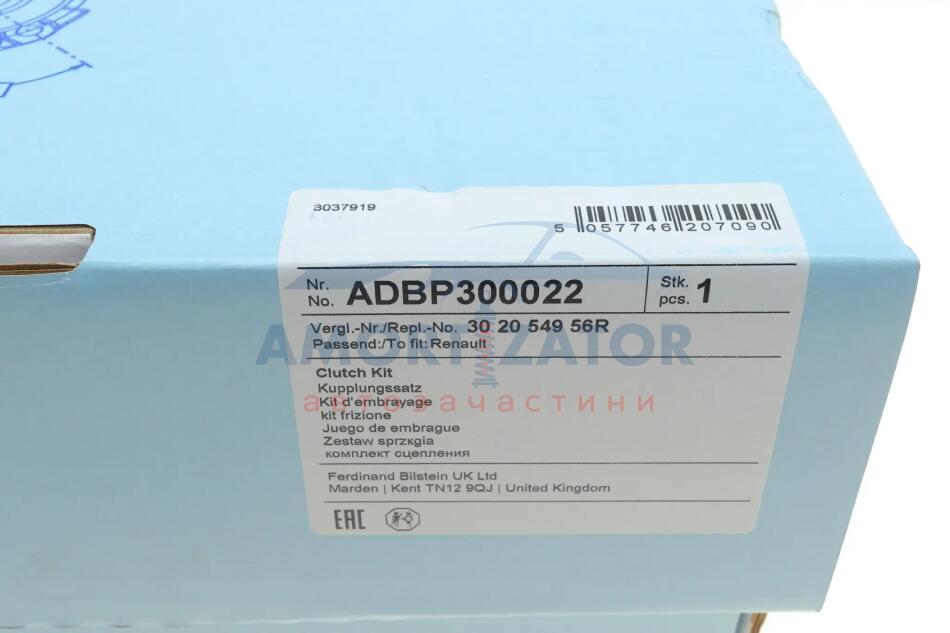 3037919
5 057746 207090
Nr.
No. ADBP300022
Stk.
pcs. 1
Vergl.-Nr./Repl.-No. 30 20 549 56R
Passend:/To fit: Renault
AMORTIZATOR
Clutch Kit
Kupplungssatz
Kit d'embrayage
автозачастини
kit frizione
Juego de embrague
Zestaw sprzкgia
комплект сцепления
Ferdinand Bilstein UK Ltd
Marden | Kent TN12 9QJ | United Kingdom
EAC